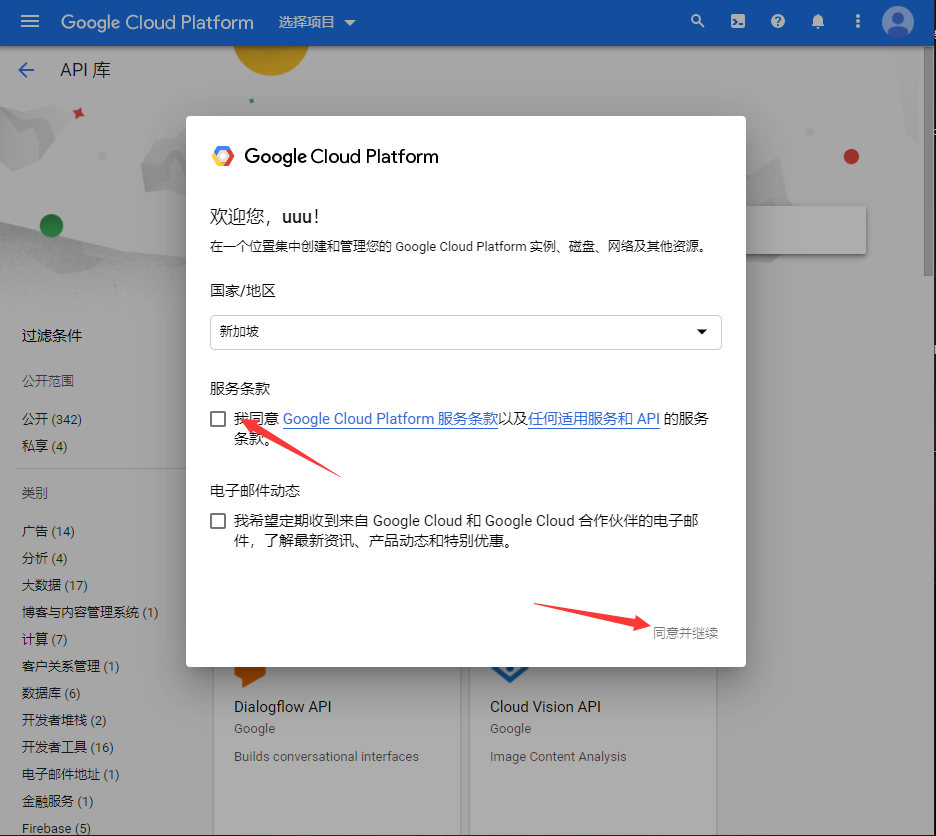 Google Cloud Platform 选择项目
API 库
Google Cloud Platform
欢迎您，uuu！
在一个位置集中创建和管理您的 Google Cloud Platform 实例、磁盘、网络及其他资源。
国家/地区
新加坡
服务条款
我同意 Google Cloud Platform 服务条款以及任何适用服务和 API 的服务
条款。
电子邮件动态
我希望定期收到来自 Google Cloud 和 Google Cloud 合作伙伴的电子邮
件，了解最新资讯、产品动态和特别优惠。
同意并继续
过滤条件
公开范围
公开 (342)
私享 (4)
类别
广告 (14)
分析 (4)
大数据 (17)
博客与内容管理系统 (1)
计算 (7)
客户关系管理 (1)
数据库 (6)
开发者堆栈 (2)
开发者工具 (16)
电子邮件地址 (1)
金融服务 (1)
Firebase (5)
Dialogflow API
Google
Builds conversational interfaces
Cloud Vision API
Google
Image Content Analysis